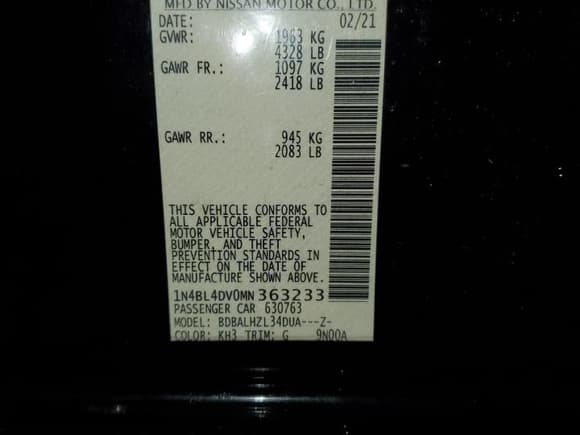 MFD BY NISSAN MOTOR CO., LTD.
DATE: 02/21
GVWR: 1963 KG
4328 LB
GAWR FR.: 1097 KG
2418 LB
GAWR RR.: 945 KG
2083 LB
THIS VEHICLE CONFORMS TO
ALL APPLICABLE FEDERAL
MOTOR VEHICLE SAFETY,
BUMPER, AND THEFT
PREVENTION STANDARDS IN
EFFECT ON THE DATE OF
MANUFACTURE SHOWN ABOVE.
1N4BL4DV0MN363233
PASSENGER CAR 630763
MODEL: BDBALHZL34DUA---Z-
COLOR: KH3 TRIM: G 9N00A